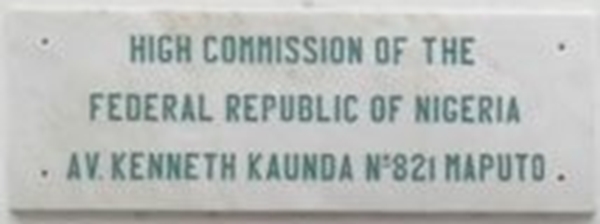 HIGH COMMISSION OF THE
FEDERAL REPUBLIC OF NIGERIA
AV. KENNETH KAUNDA Nº821 MAPUTO